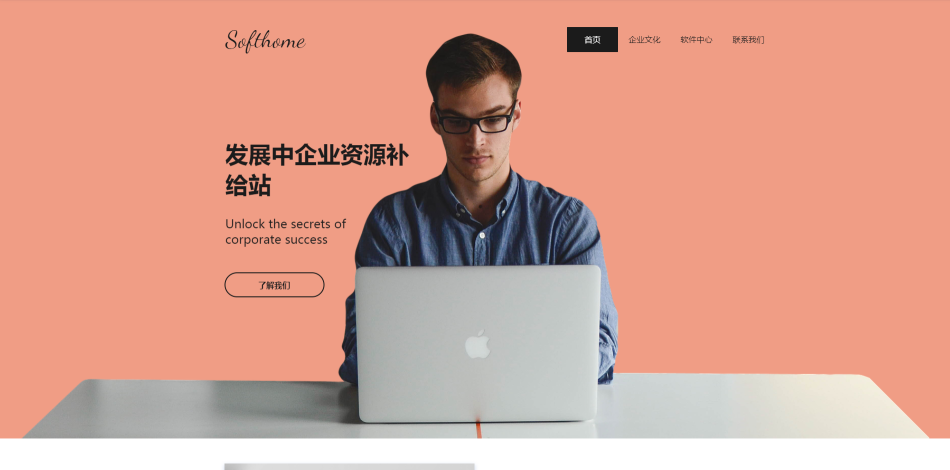 Softhome
首页 企业文化 软件中心 联系我们
发展中企业资源补
给站
Unlock the secrets of
corporate success
了解我们